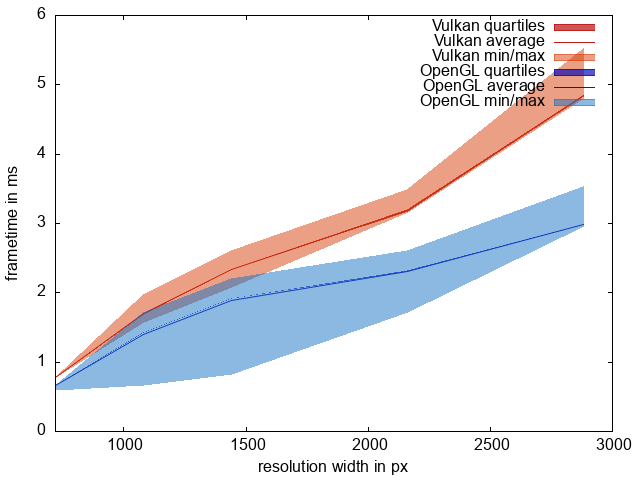 6
5
4
3
2
1
0
frametime in ms
Vulkan quartiles
Vulkan average
Vulkan min/max
OpenGL quartiles
OpenGL average
OpenGL min/max
1000
1500
2000
2500
3000
resolution width in px